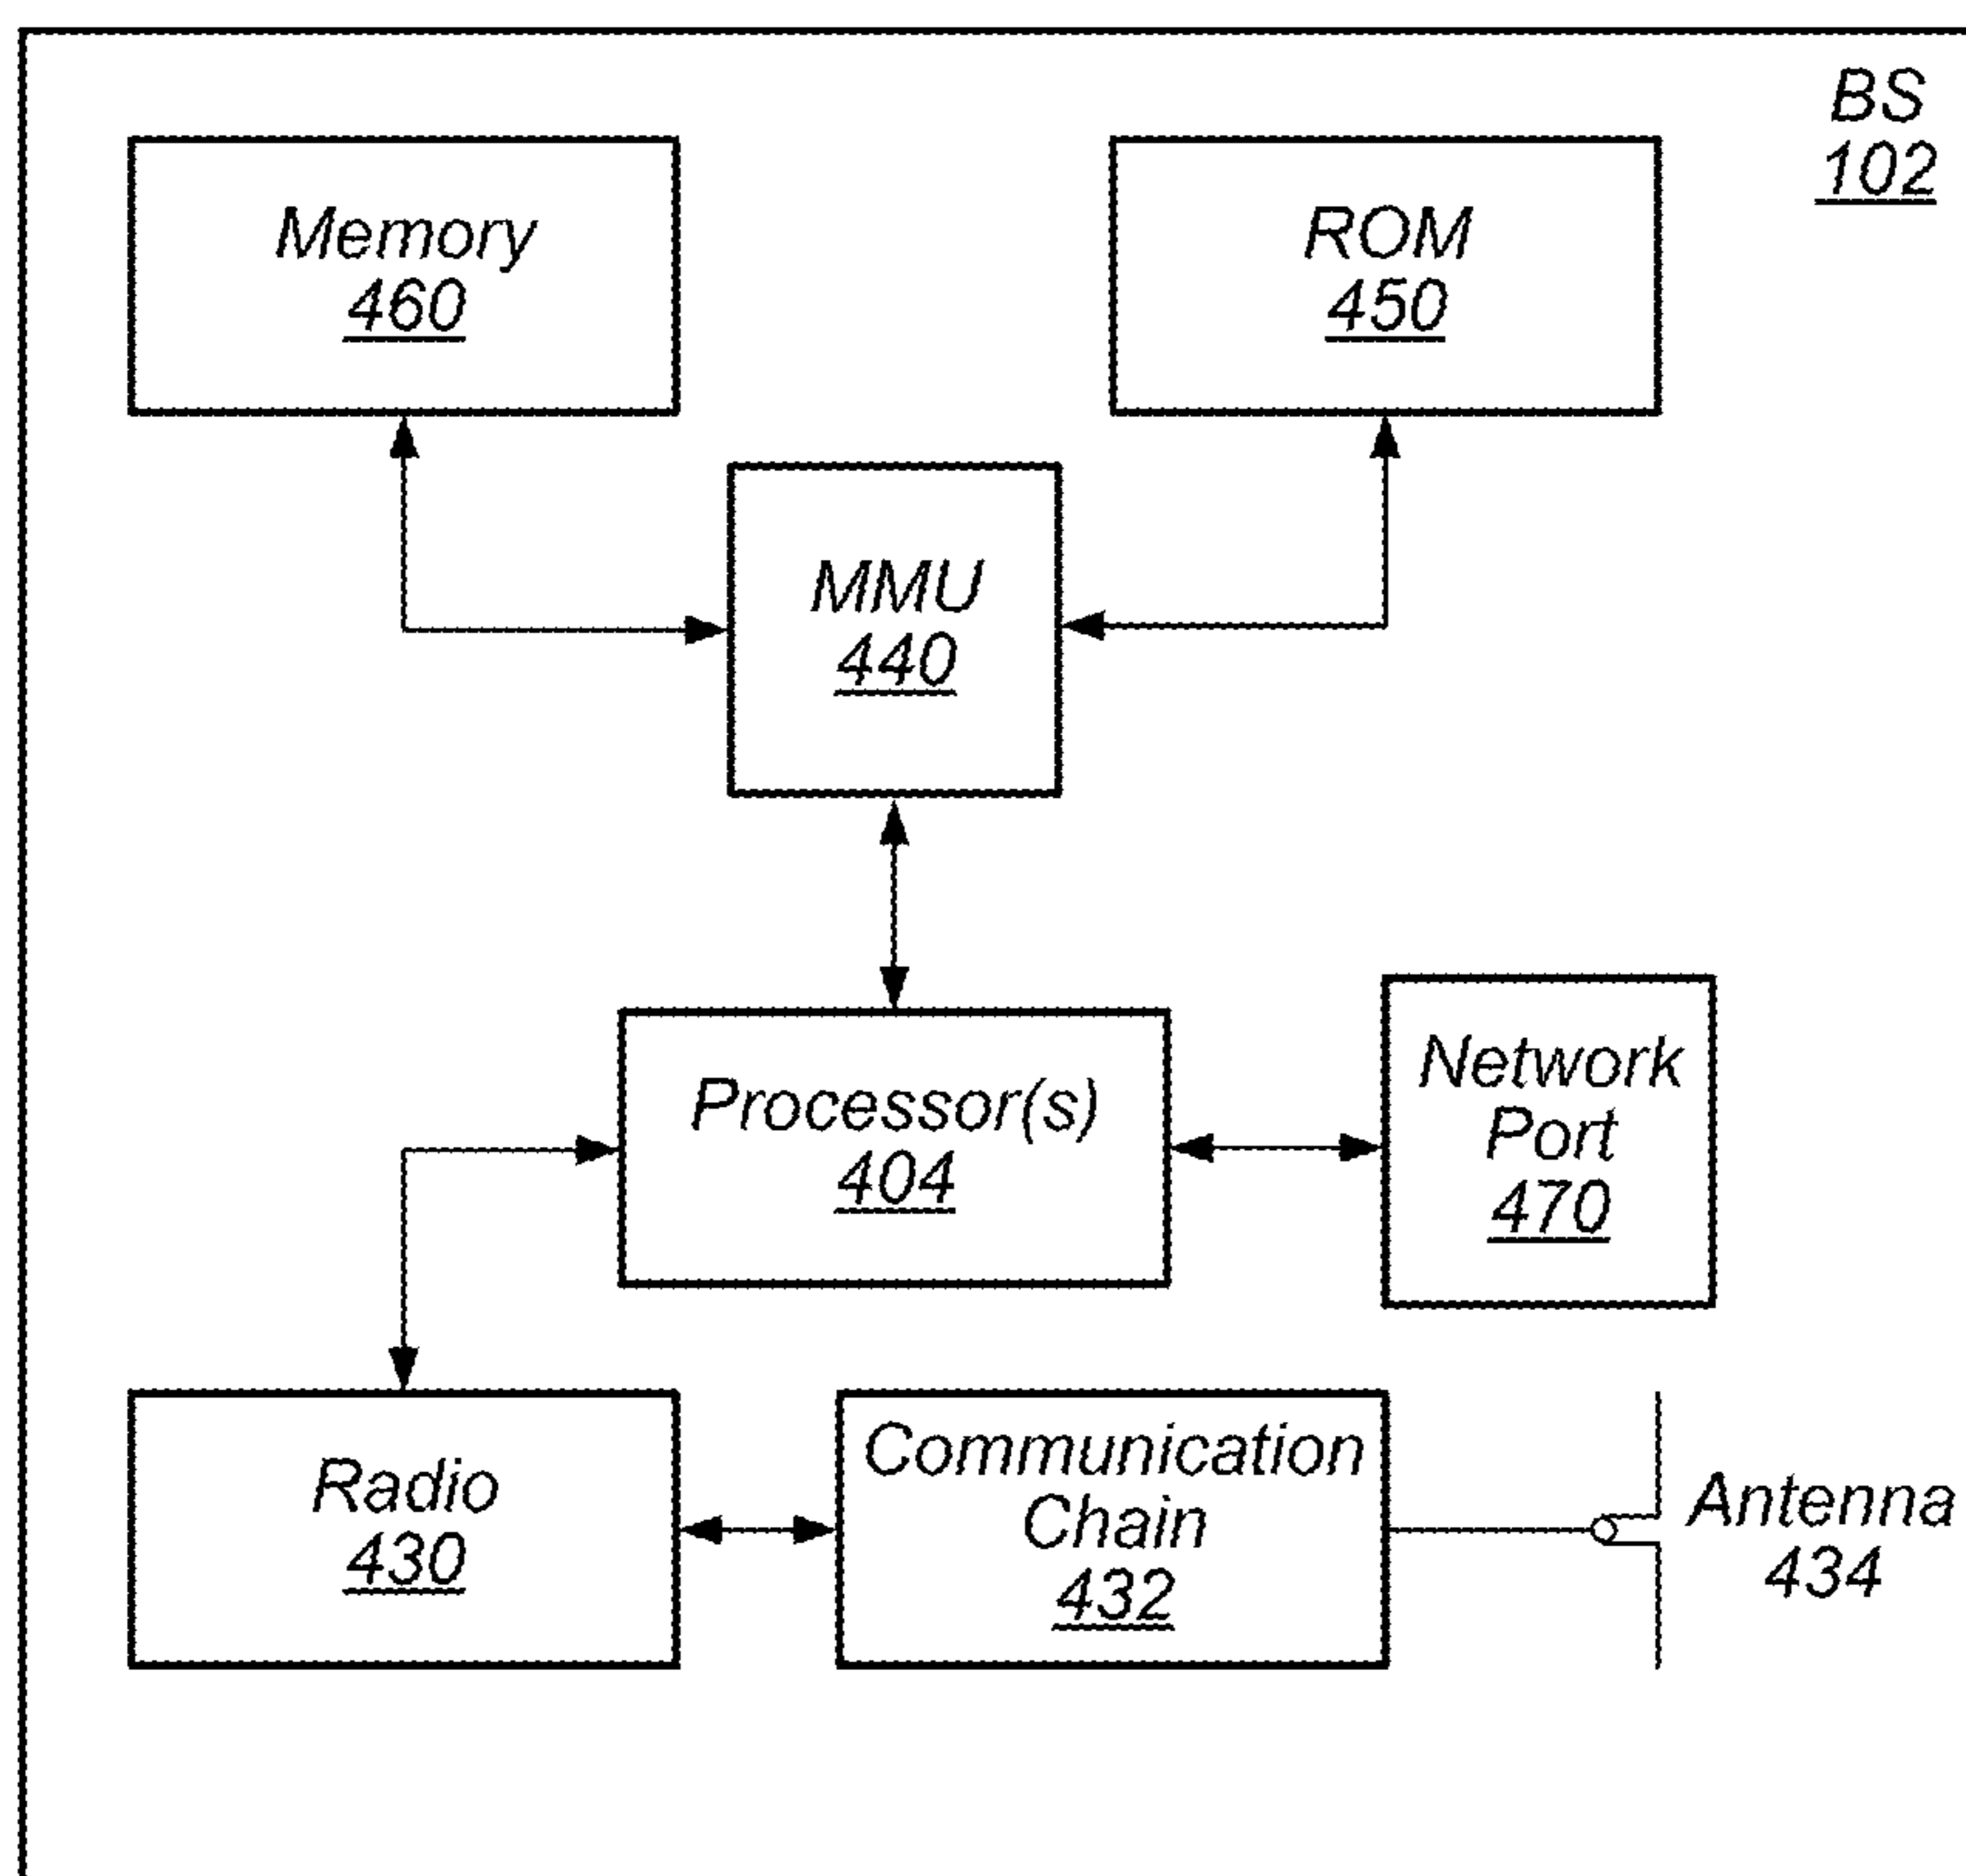 BS
102
Memory
460
ROM
450
MMU
440
Processor(s)
404
Network
Port
470
Radio
430
Communication
Chain
432
Antenna
434